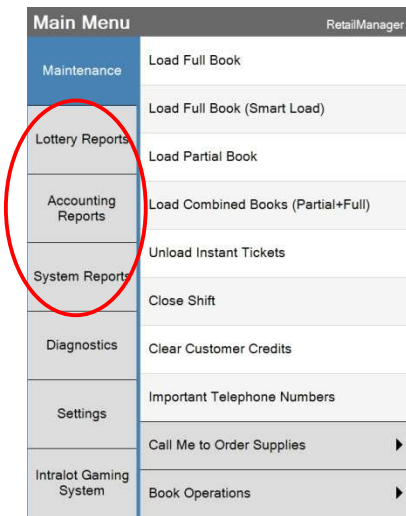 Main Menu
RetailManager
Maintenance
Lottery Reports
Accounting
Reports
System Reports
Diagnostics
Settings
Intralot Gaming
System
Load Full Book
Load Full Book (Smart Load)
Load Partial Book
Load Combined Books (Partial+Full)
Unload Instant Tickets
Close Shift
Clear Customer Credits
Important Telephone Numbers
Call Me to Order Supplies
Book Operations